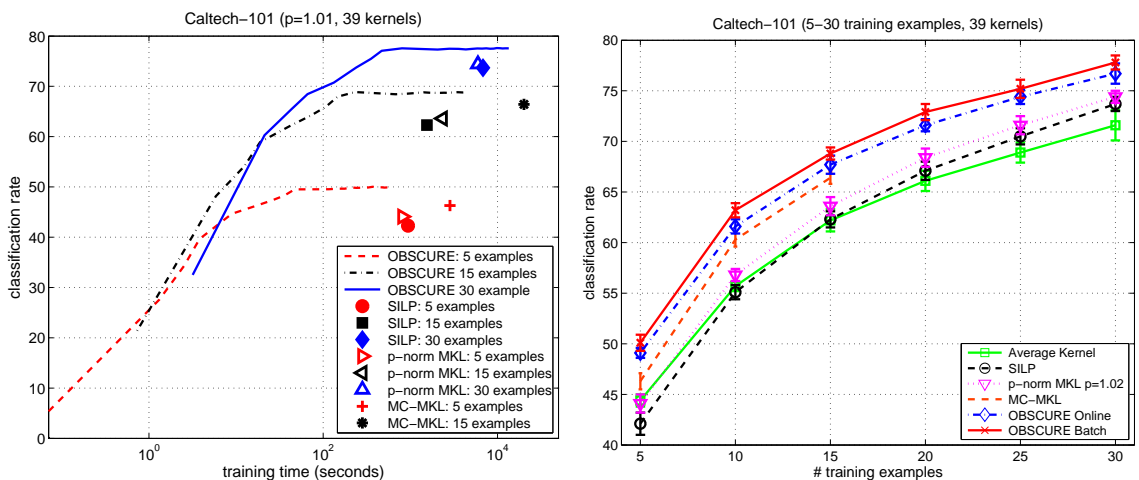 Caltech−101 (p=1.01, 39 kernels)
80
70
60
50
40
30
20
10
0
classification rate
10^0
10^2
10^4
training time (seconds)
OBSCURE: 5 examples
OBSCURE 15 examples
OBSCURE 30 example
SILP: 5 examples
SILP: 15 examples
SILP: 30 examples
p−norm MKL: 5 examples
p−norm MKL: 15 examples
p−norm MKL: 30 examples
MC−MKL: 5 examples
MC−MKL: 15 examples
Caltech−101 (5−30 training examples, 39 kernels)
80
75
70
65
60
55
50
45
40
classification rate
5
10
15
20
25
30
# training examples
Average Kernel
SILP
p−norm MKL p=1.02
MC−MKL
OBSCURE Online
OBSCURE Batch